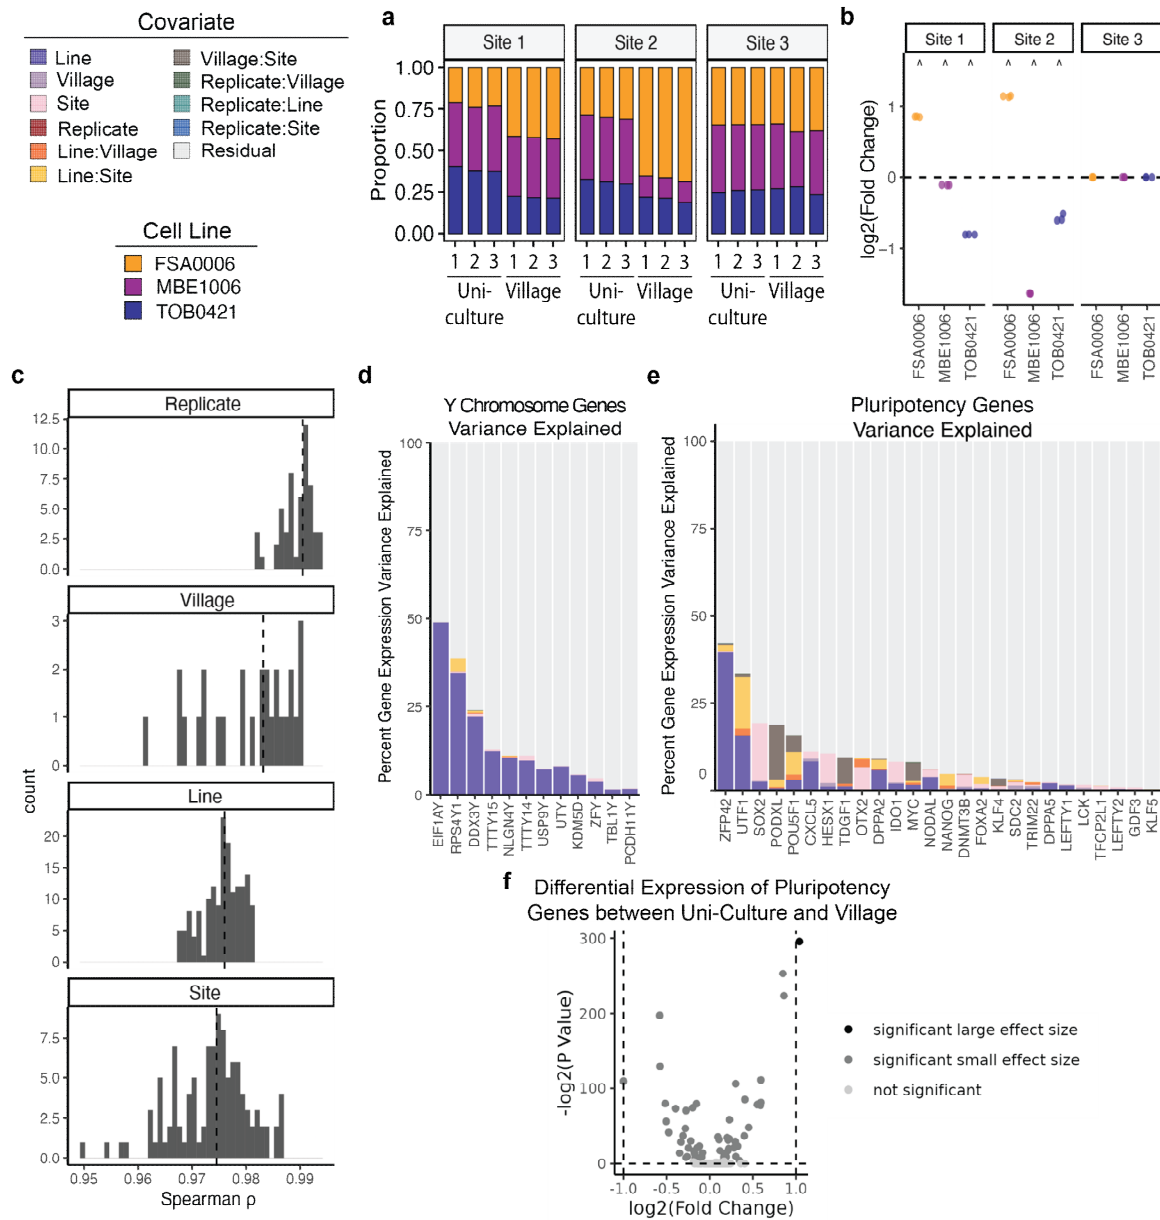 Covariate
Line
Village
Site
Replicate
Line:Village
Line:Site
Village:Site
Replicate:Village
Replicate:Line
Replicate:Site
Residual
Cell Line
FSA0006
MBE1006
TOB0421
a
Site 1 Site 2 Site 3
Proportion
1.00
0.75
0.50
0.25
0.00
1 2 3 1 2 3 1 2 3 1 2 3 1 2 3 1 2 3
Uni- Village Uni- Village Uni- Village
culture culture culture
b
Site 1 Site 2 Site 3
^ ^ ^ ^ ^ ^
log2(Fold Change)
1
0
−1
FSA0006 MBE1006 TOB0421 FSA0006 MBE1006 TOB0421 FSA0006 MBE1006 TOB0421
c
count
Replicate
12.5
10.0
7.5
5.0
2.5
0.0
Village
3
2
1
0
Line
20
15
10
5
0
Site
7.5
5.0
2.5
0.0
0.95 0.96 0.97 0.98 0.99
Spearman ρ
d
Y Chromosome Genes
Variance Explained
Percent Gene Expression Variance Explained
100
75
50
25
0
EIF1AY RPS4Y1 DDX3Y TTTY15 NLGN4Y TTTY14 USP9Y UTY KDM5D ZFY TBL1Y PCDH11Y
e
Pluripotency Genes
Variance Explained
Percent Gene Expression Variance Explained
100
75
50
25
0
ZFP42 UTF1 SOX2 PODXL POU5F1 CXCL5 HESX1 TDGF1 OTX2 DPPA2 IDO1 MYC NODAL NANOG DNMT3B FOXA2 KLF4 SDC2 TRIM22 DPPA5 LEFTY1 LCK TFCP2L1 LEFTY2 GDF3 KLF5
f
Differential Expression of Pluripotency
Genes between Uni-Culture and Village
-log2(P Value)
300
200
100
0
-1.0 -0.5 0.0 0.5 1.0
log2(Fold Change)
significant large effect size
significant small effect size
not significant